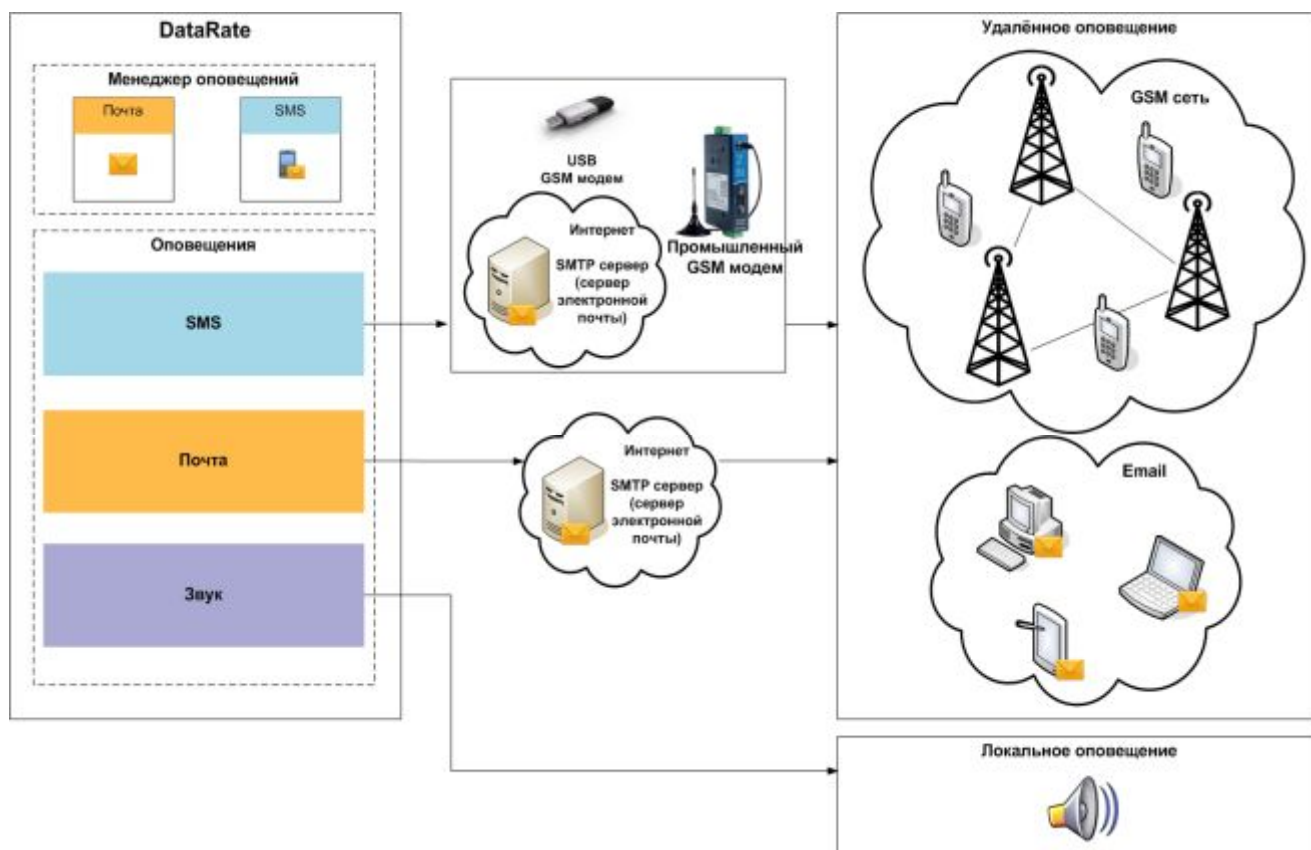 DataRate
Менеджер оповещений
Почта
SMS
Оповещения
SMS
Почта
Звук
USB
GSM модем
Промышленный
GSM модем
Интернет
SMTP сервер
(сервер
электронной
почты)
Интернет
SMTP сервер
(сервер
электронной
почты)
Удалённое оповещение
GSM сеть
Email
Локальное оповещение